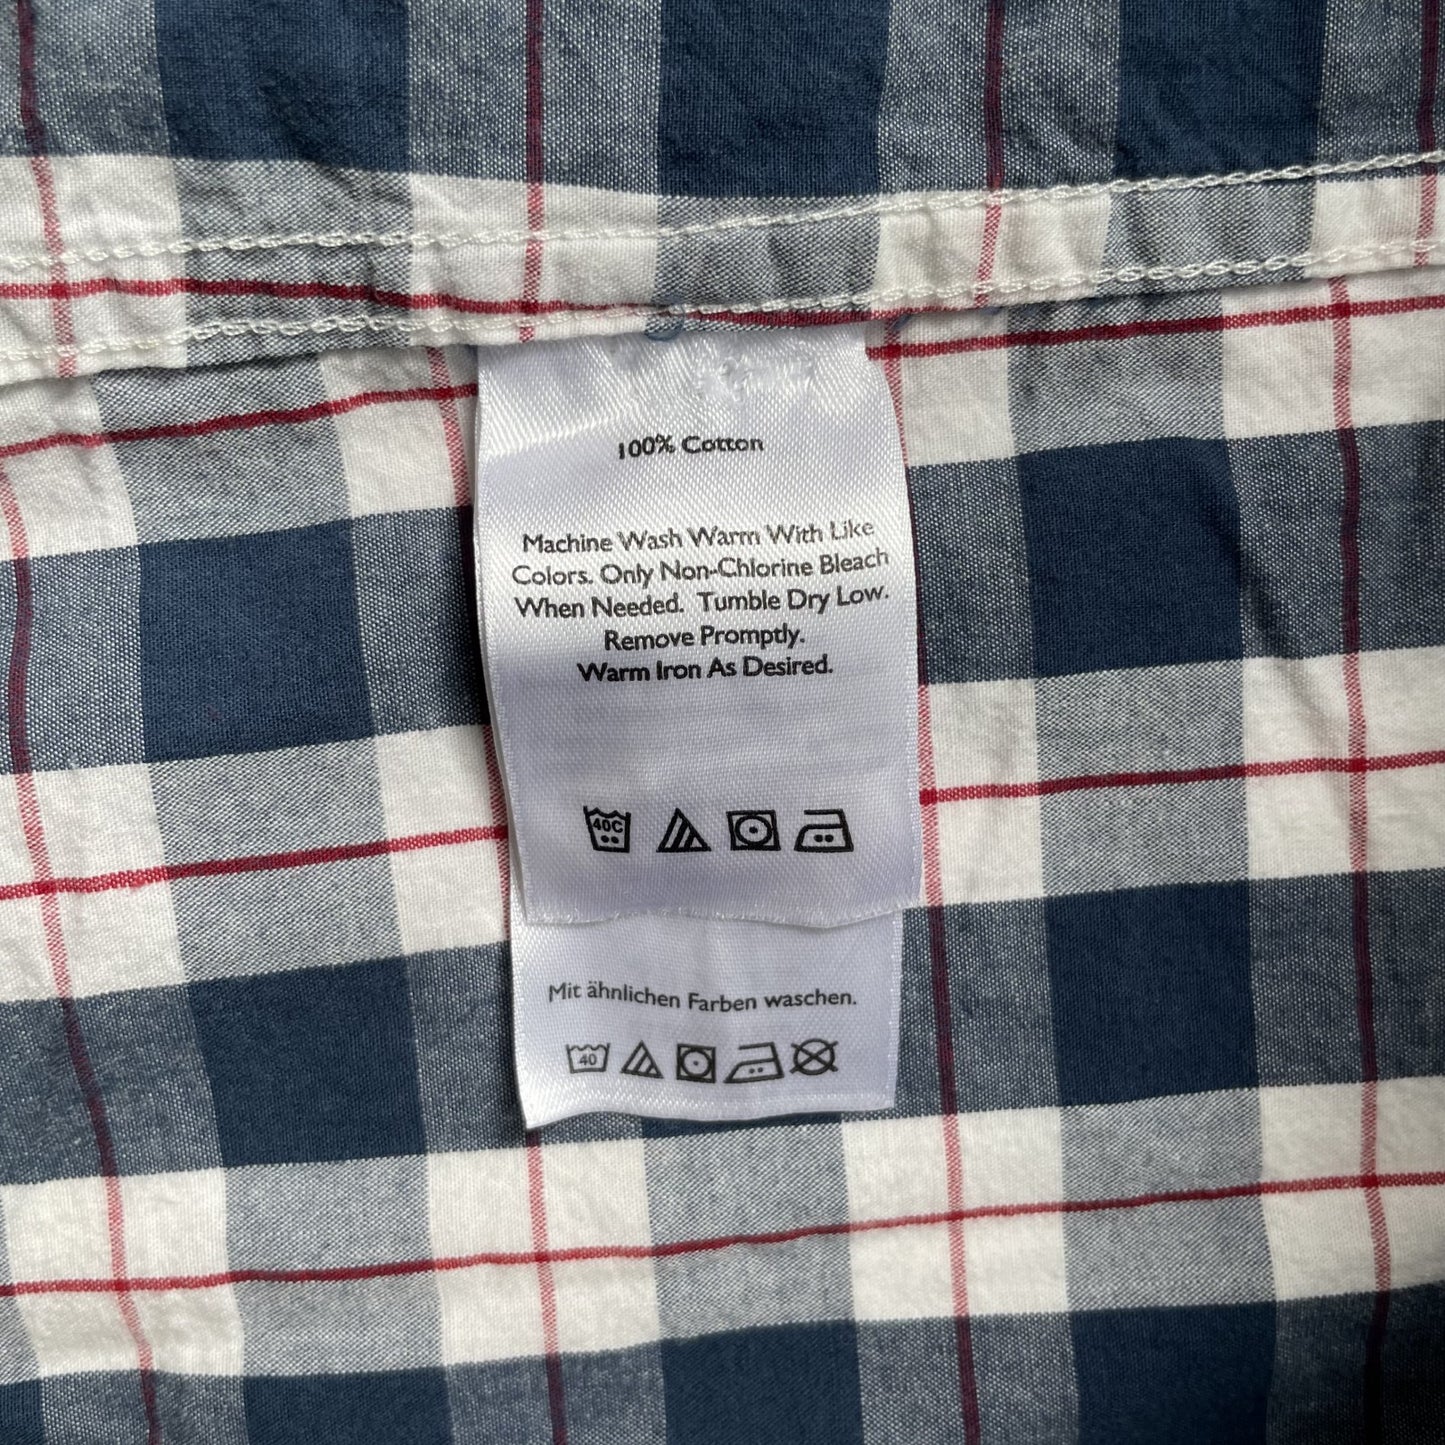 100% Cotton
Machine Wash Warm With Like
Colors. Only Non-Chlorine Bleach
When Needed. Tumble Dry Low.
Remove Promptly.
Warm Iron As Desired.
40C
Mit ähnlichen Farben waschen.
40